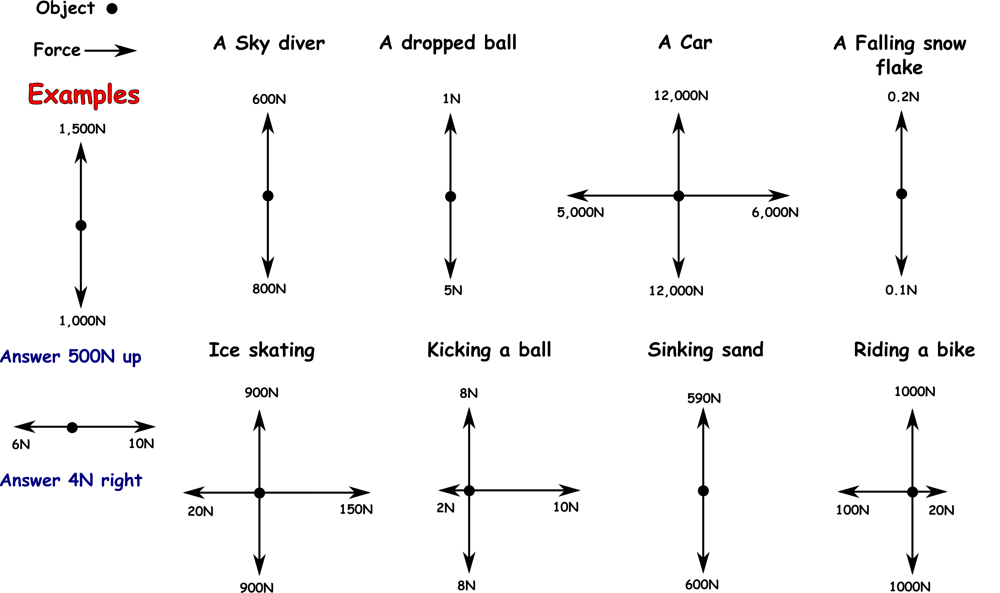 Object
Force
Examples
1,500N
1,000N
Answer 500N up
6N
10N
Answer 4N right
A Sky diver
600N
800N
A dropped ball
1N
5N
A Car
12,000N
5,000N
6,000N
12,000N
A Falling snow
flake
0.2N
0.1N
Ice skating
900N
20N
150N
900N
Kicking a ball
8N
2N
10N
8N
Sinking sand
590N
600N
Riding a bike
1000N
100N
20N
1000N